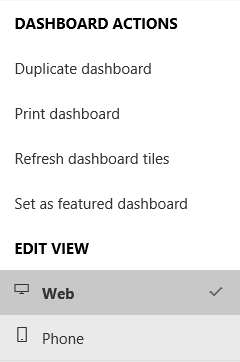 DASHBOARD ACTIONS
Duplicate dashboard
Print dashboard
Refresh dashboard tiles
Set as featured dashboard
EDIT VIEW
Web
Phone